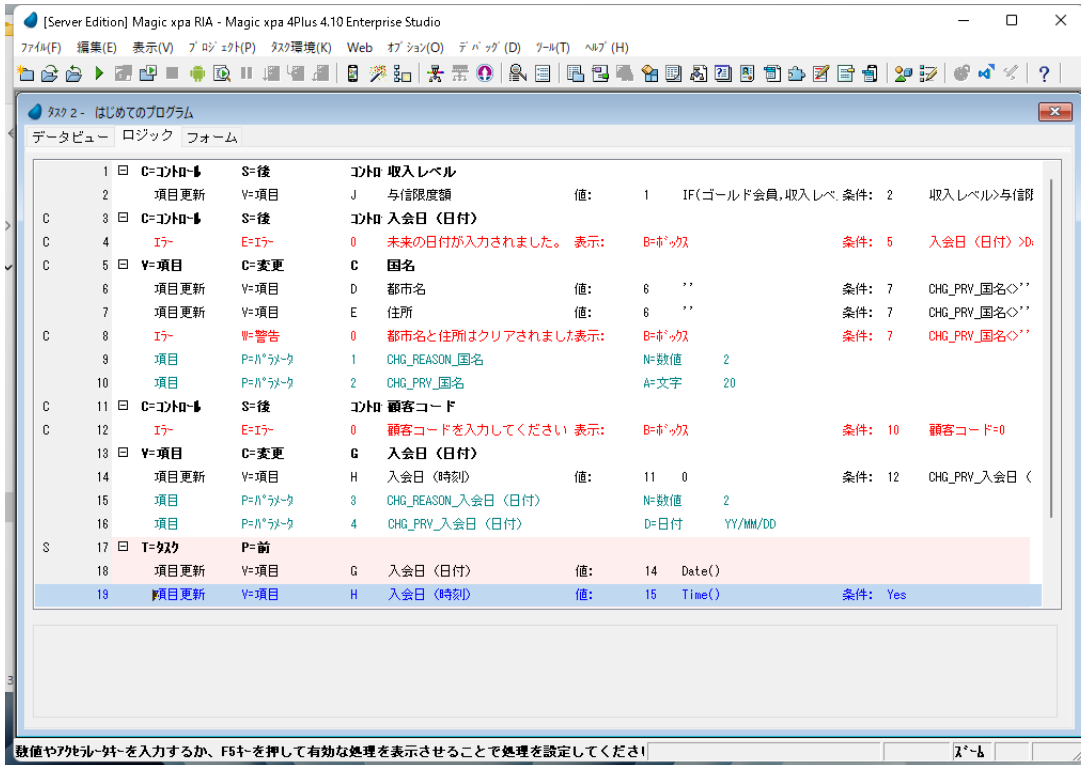 [Server Edition] Magic xpa RIA - Magic xpa 4Plus 4.10 Enterprise Studio
ﾌｧｲﾙ(F) 編集(E) 表示(V) ﾌﾟﾛｼﾞｪｸﾄ(P) ﾀｽｸ環境(K) Web ｵﾌﾟｼｮﾝ(O) ﾃﾞﾊﾞｯｸﾞ(D) ﾂｰﾙ(T) ﾍﾙﾌﾟ(H)
ﾀｽｸ 2 - はじめてのプログラム
データビュー ロジック フォーム
1 C=ｺﾝﾄﾛｰﾙ S=後 ｺﾝﾄﾛ 収入レベル
2 項目更新 V=項目 J 与信限度額 値: 1 IF(ゴールド会員,収入レベ 条件: 2 収入レベル>与信限
C 3 C=ｺﾝﾄﾛｰﾙ S=後 ｺﾝﾄﾛ 入会日（日付）
C 4 ｴﾗｰ E=ｴﾗｰ 0 未来の日付が入力されました。 表示: B=ﾎﾞｯｸｽ 条件: 5 入会日（日付）>Da
C 5 V=項目 C=変更 C 国名
6 項目更新 V=項目 D 都市名 値: 6 '' 条件: 7 CHG_PRV_国名<>''
7 項目更新 V=項目 E 住所 値: 6 '' 条件: 7 CHG_PRV_国名<>''
C 8 ｴﾗｰ W=警告 0 都市名と住所はクリアされました 表示: B=ﾎﾞｯｸｽ 条件: 7 CHG_PRV_国名<>''
9 項目 P=ﾊﾟﾗﾒｰﾀ 1 CHG_REASON_国名 N=数値 2
10 項目 P=ﾊﾟﾗﾒｰﾀ 2 CHG_PRV_国名 A=文字 20
C 11 C=ｺﾝﾄﾛｰﾙ S=後 ｺﾝﾄﾛ 顧客コード
C 12 ｴﾗｰ E=ｴﾗｰ 0 顧客コードを入力してください 表示: B=ﾎﾞｯｸｽ 条件: 10 顧客コード=0
13 V=項目 C=変更 G 入会日（日付）
14 項目更新 V=項目 H 入会日（時刻） 値: 11 0 条件: 12 CHG_PRV_入会日（
15 項目 P=ﾊﾟﾗﾒｰﾀ 3 CHG_REASON_入会日（日付） N=数値 2
16 項目 P=ﾊﾟﾗﾒｰﾀ 4 CHG_PRV_入会日（日付） D=日付 YY/MM/DD
S 17 T=ﾀｽｸ P=前
18 項目更新 V=項目 G 入会日（日付） 値: 14 Date()
19 項目更新 V=項目 H 入会日（時刻） 値: 15 Time() 条件: Yes
数値やｱｸｾﾗﾚｰﾀｷｰを入力するか、F5ｷｰを押して有効な処理を表示させることで処理を設定してくださ
ｽﾞｰﾑ